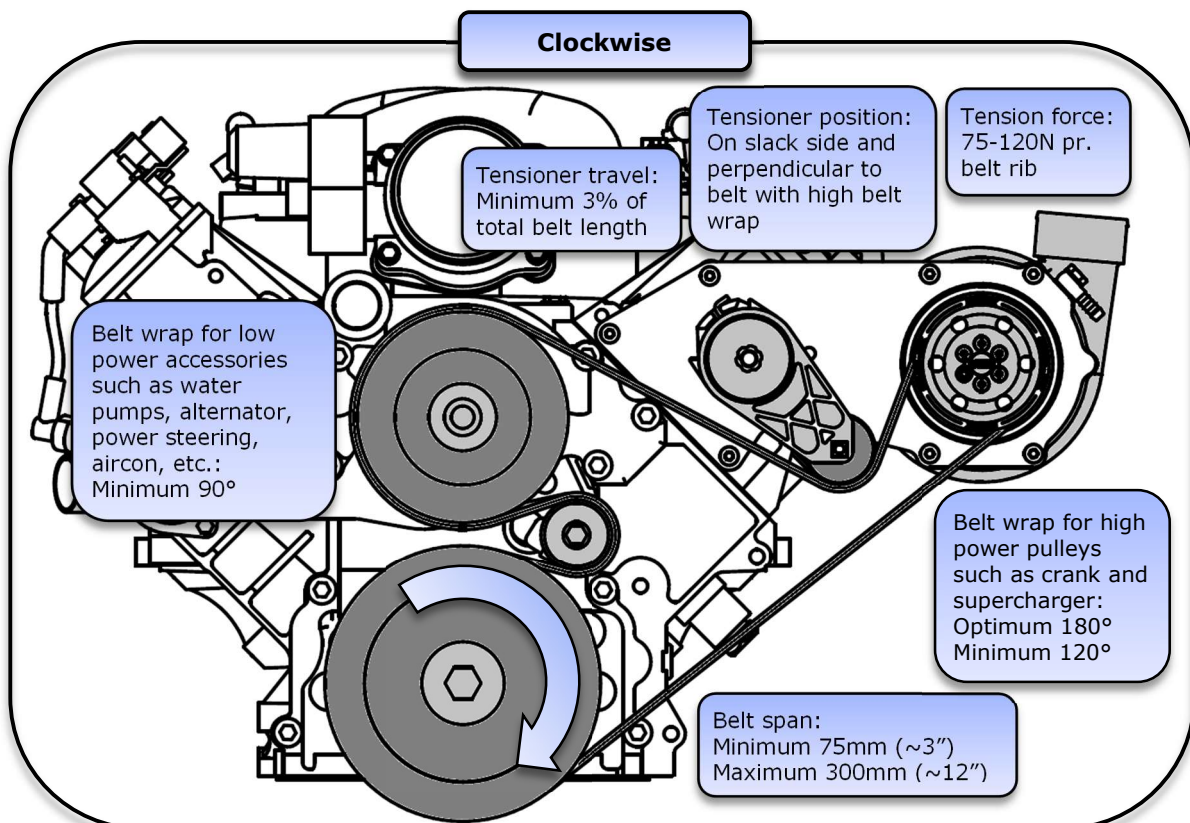 Clockwise
Tensioner travel:
Minimum 3% of
total belt length
Tensioner position:
On slack side and
perpendicular to
belt with high belt
wrap
Tension force:
75-120N pr.
belt rib
Belt wrap for low
power accessories
such as water
pumps, alternator,
power steering,
aircon, etc.:
Minimum 90°
Belt wrap for high
power pulleys
such as crank and
supercharger:
Optimum 180°
Minimum 120°
Belt span:
Minimum 75mm (~3”)
Maximum 300mm (~12”)